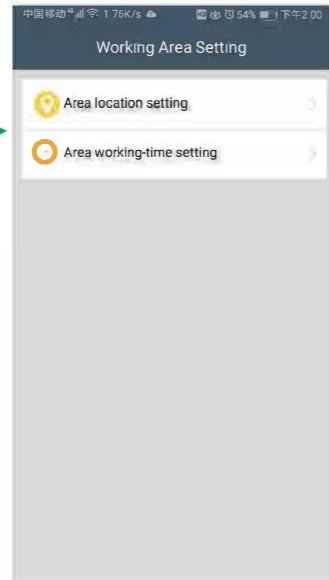 中国移动 1.76K/s 54% 下午2:00
Working Area Setting
Area location setting
Area working-time setting